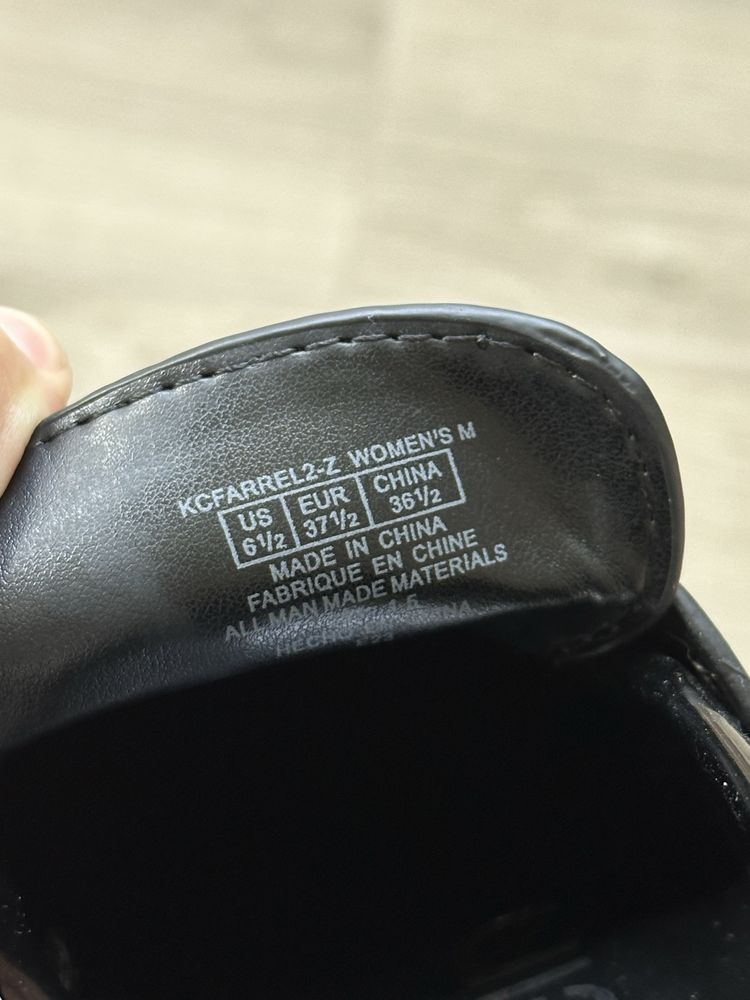 KCFARREL2-Z WOMEN'S M
US EUR CHINA
6½ 37½ 36½
MADE IN CHINA
FABRIQUE EN CHINE
ALL MAN MADE MATERIALS